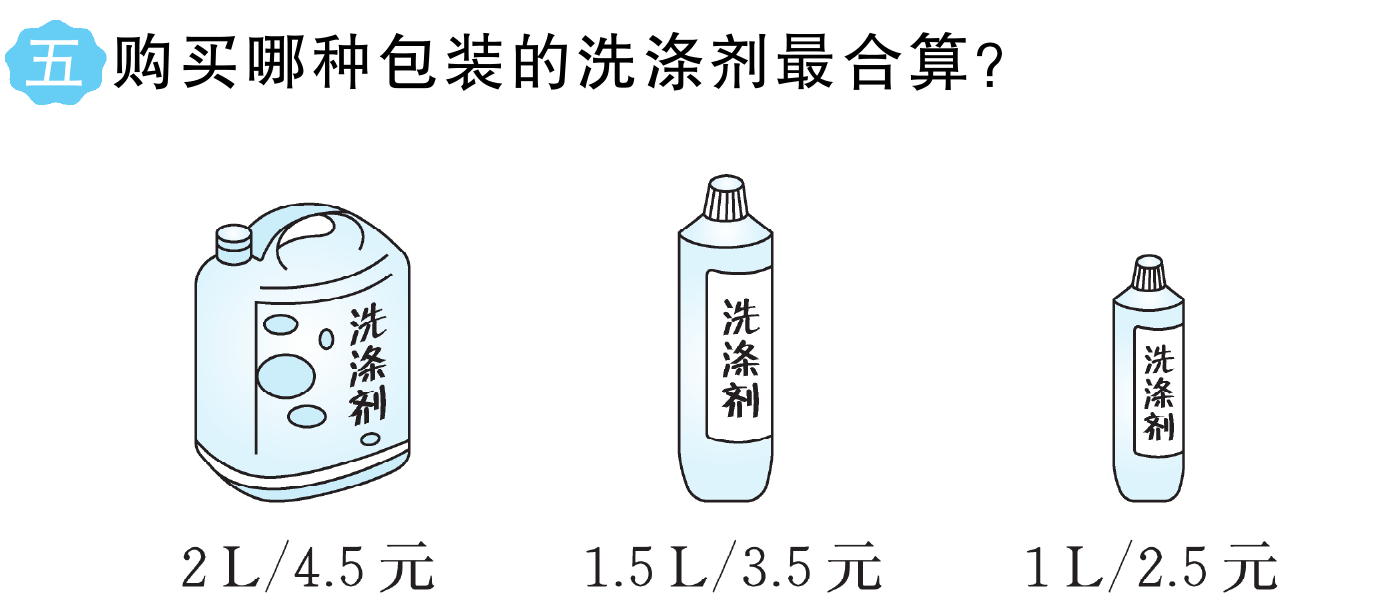 五 购买哪种包装的洗涤剂最合算?
洗涤剂
洗涤剂
洗涤剂
2 L/4.5 元
1.5 L/3.5 元
1 L/2.5 元